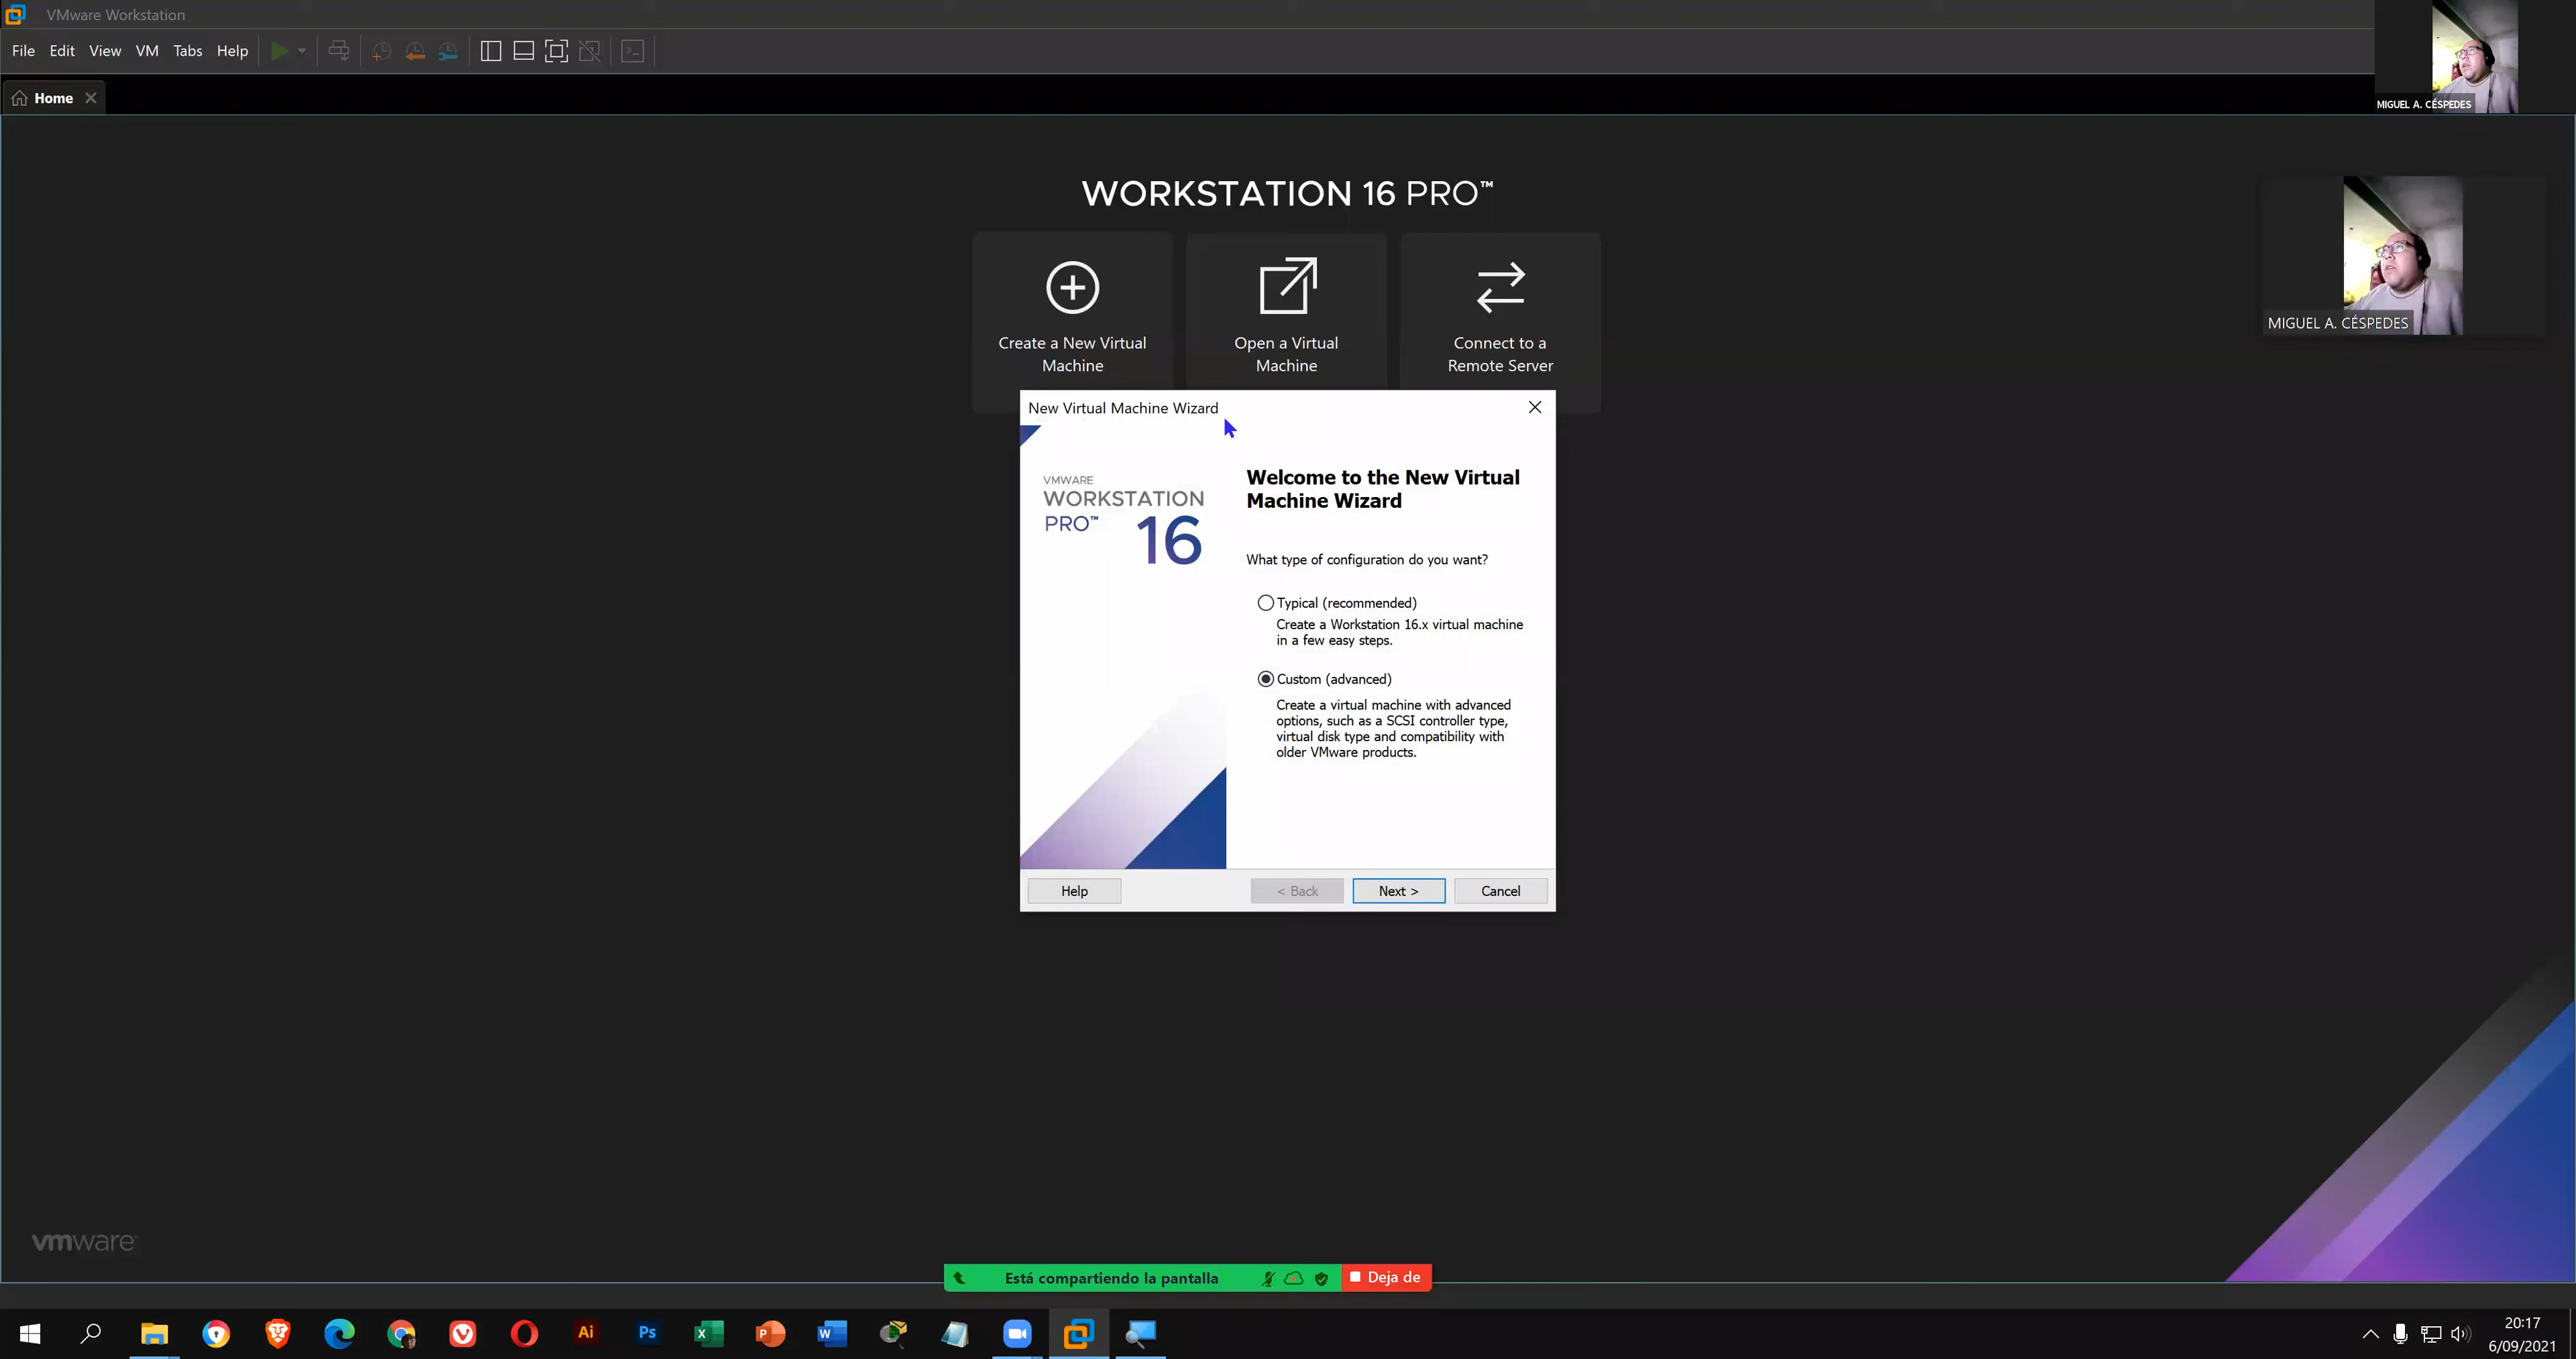 VMware Workstation
File Edit View VM Tabs Help
MIGUEL A. CÉSPEDES
Home
WORKSTATION 16 PRO™
Create a New Virtual
Machine
Open a Virtual
Machine
Connect to a
Remote Server
MIGUEL A. CÉSPEDES
New Virtual Machine Wizard
VMWARE
WORKSTATION
PRO™ 16
Welcome to the New Virtual
Machine Wizard
What type of configuration do you want?
Typical (recommended)
Create a Workstation 16.x virtual machine
in a few easy steps.
Custom (advanced)
Create a virtual machine with advanced
options, such as a SCSI controller type,
virtual disk type and compatibility with
older VMware products.
Help < Back Next > Cancel
vmware
Está compartiendo la pantalla Deja de
Ai Ps X P W
20:17
6/09/2021